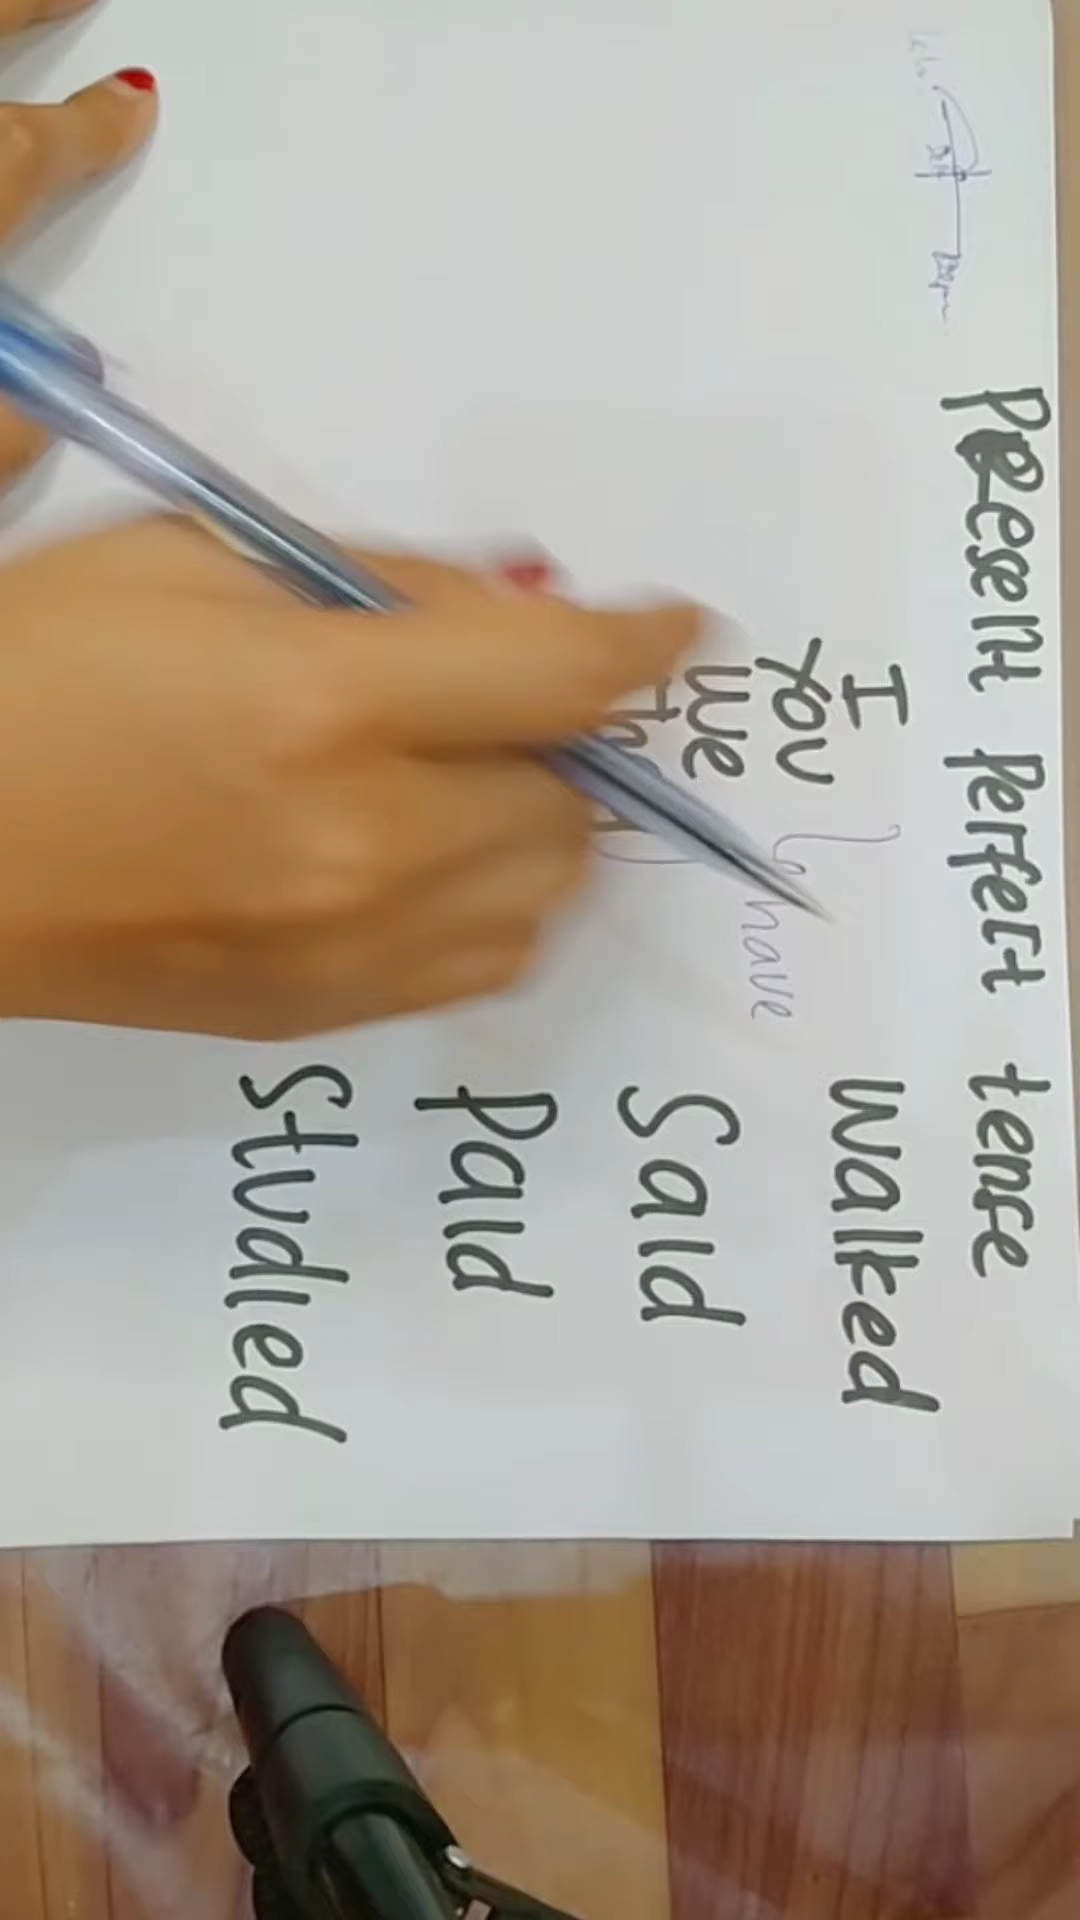 Present Perfect tense
I
You
we
have
walked
Said
Paid
Studied